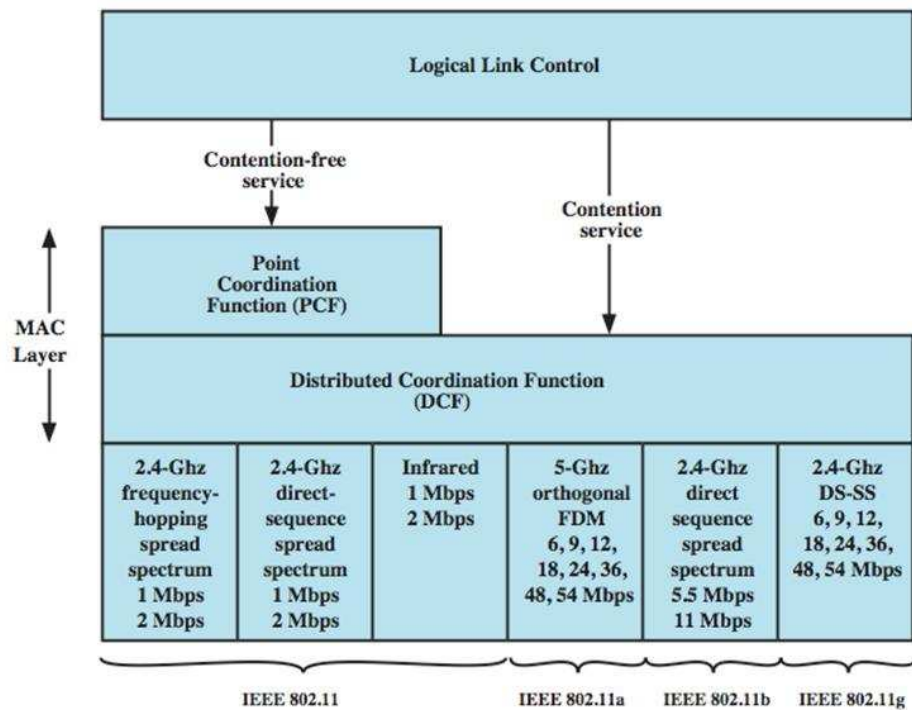 Logical Link Control
Contention-free
service
Contention
service
MAC
Layer
Point
Coordination
Function (PCF)
Distributed Coordination Function
(DCF)
2.4-Ghz
frequency-
hopping
spread
spectrum
1 Mbps
2 Mbps
2.4-Ghz
direct-
sequence
spread
spectrum
1 Mbps
2 Mbps
Infrared
1 Mbps
2 Mbps
5-Ghz
orthogonal
FDM
6, 9, 12,
18, 24, 36,
48, 54 Mbps
2.4-Ghz
direct
sequence
spread
spectrum
5.5 Mbps
11 Mbps
2.4-Ghz
DS-SS
6, 9, 12,
18, 24, 36,
48, 54 Mbps
IEEE 802.11
IEEE 802.11a
IEEE 802.11b
IEEE 802.11g